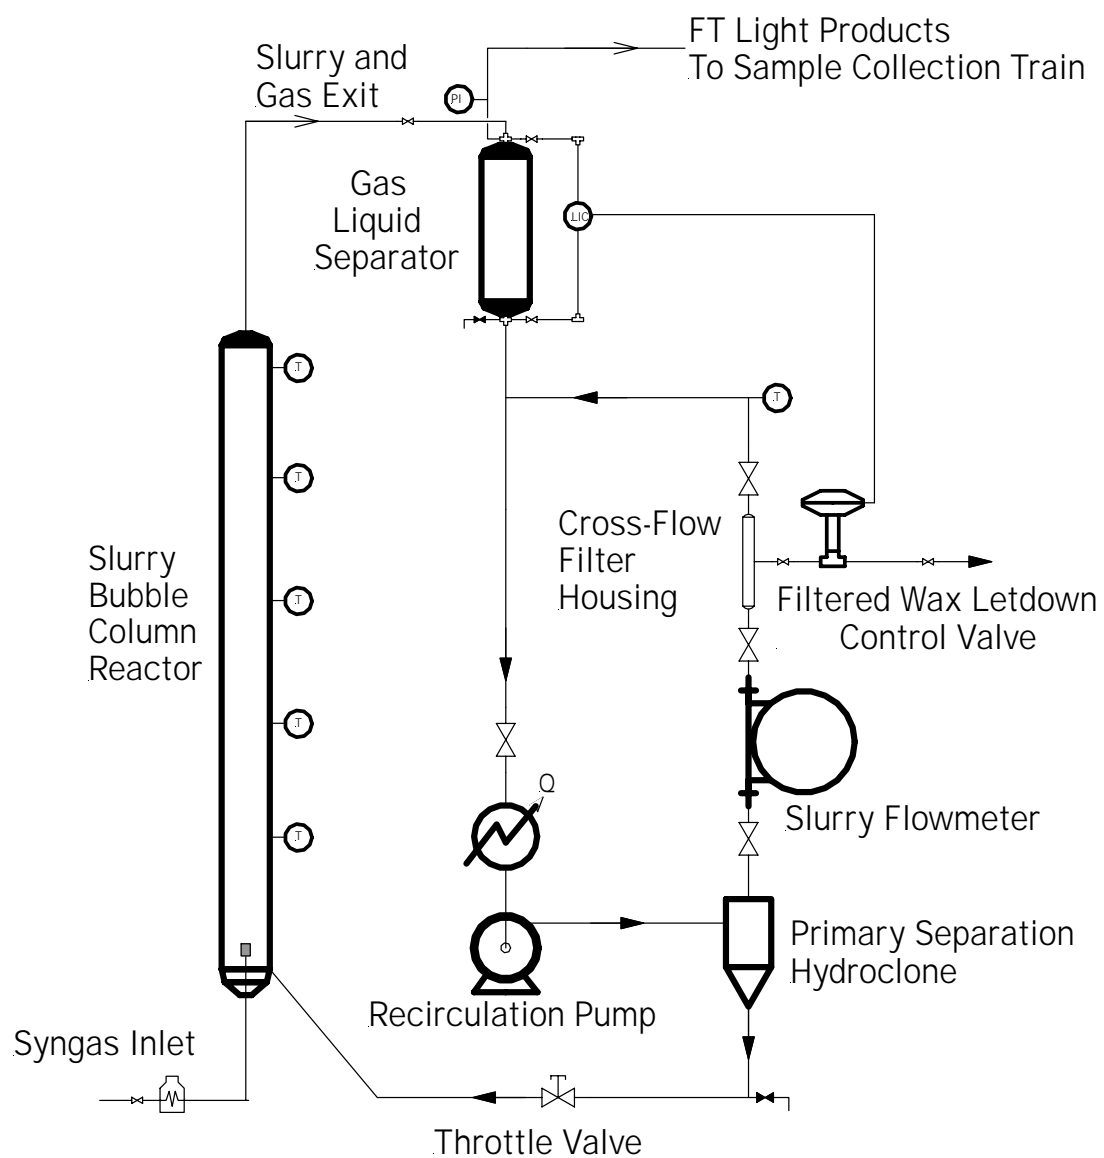 FT Light Products
To Sample Collection Train
Slurry and
Gas Exit
PI
Gas
Liquid
Separator
LIC
T
T
T
T
T
T
Cross-Flow
Filter
Housing
Slurry
Bubble
Column
Reactor
Filtered Wax Letdown
Control Valve
Q
Slurry Flowmeter
Primary Separation
Hydroclone
Recirculation Pump
Syngas Inlet
Throttle Valve